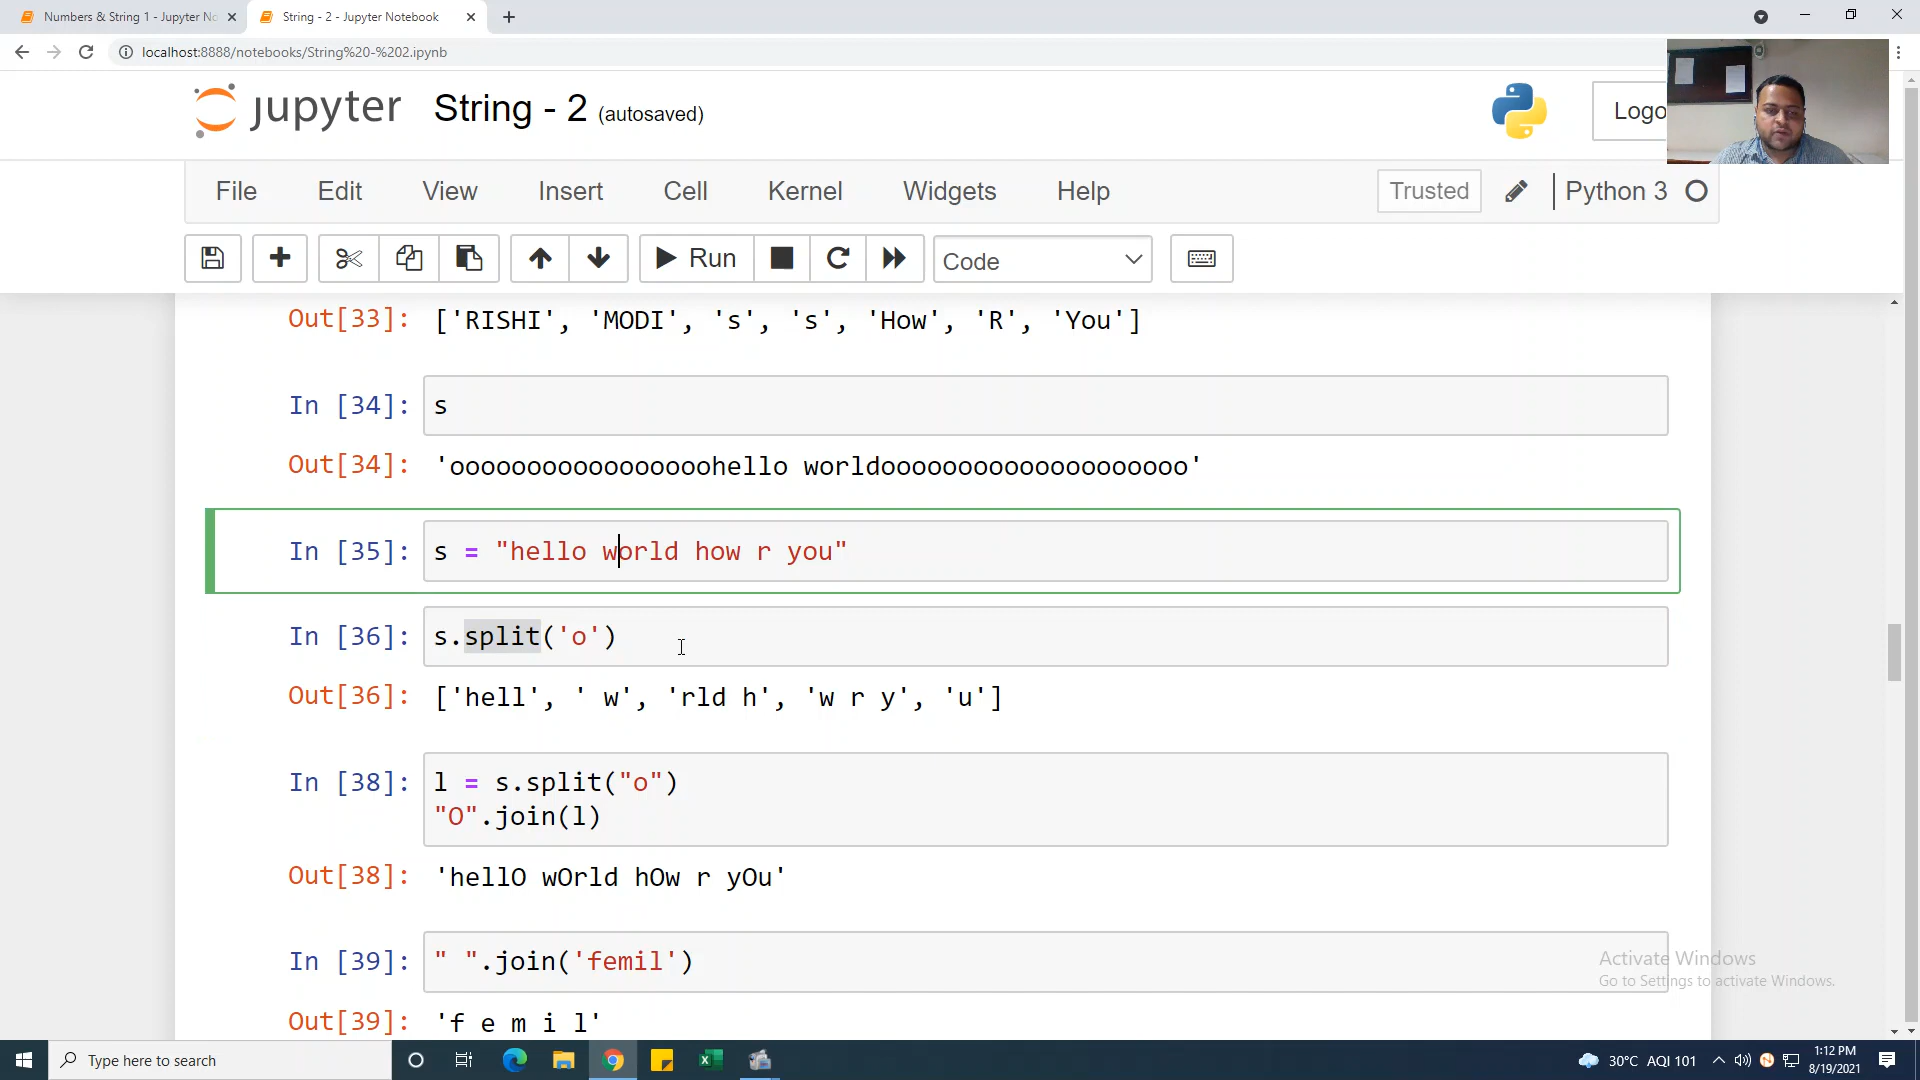 Numbers & String 1 - Jupyter No
String - 2 - Jupyter Notebook
localhost:8888/notebooks/String%20-%202.ipynb
jupyter String - 2 (autosaved)
Logo
File Edit View Insert Cell Kernel Widgets Help Trusted Python 3
Run Code
Out[33]: ['RISHI', 'MODI', 's', 's', 'How', 'R', 'You']
In [34]: s
Out[34]: 'ooooooooooooooooohello worldoooooooooooooooooooo'
In [35]: s = "hello world how r you"
In [36]: s.split('o')
Out[36]: ['hell', ' w', 'rld h', 'w r y', 'u']
In [38]: l = s.split("o")
"O".join(l)
Out[38]: 'hellO wOrld hOw r yOu'
In [39]: " ".join('femil')
Out[39]: 'f e m i l'
Activate Windows
Go to Settings to activate Windows.
Type here to search
30°C AQI 101
1:12 PM
8/19/2021